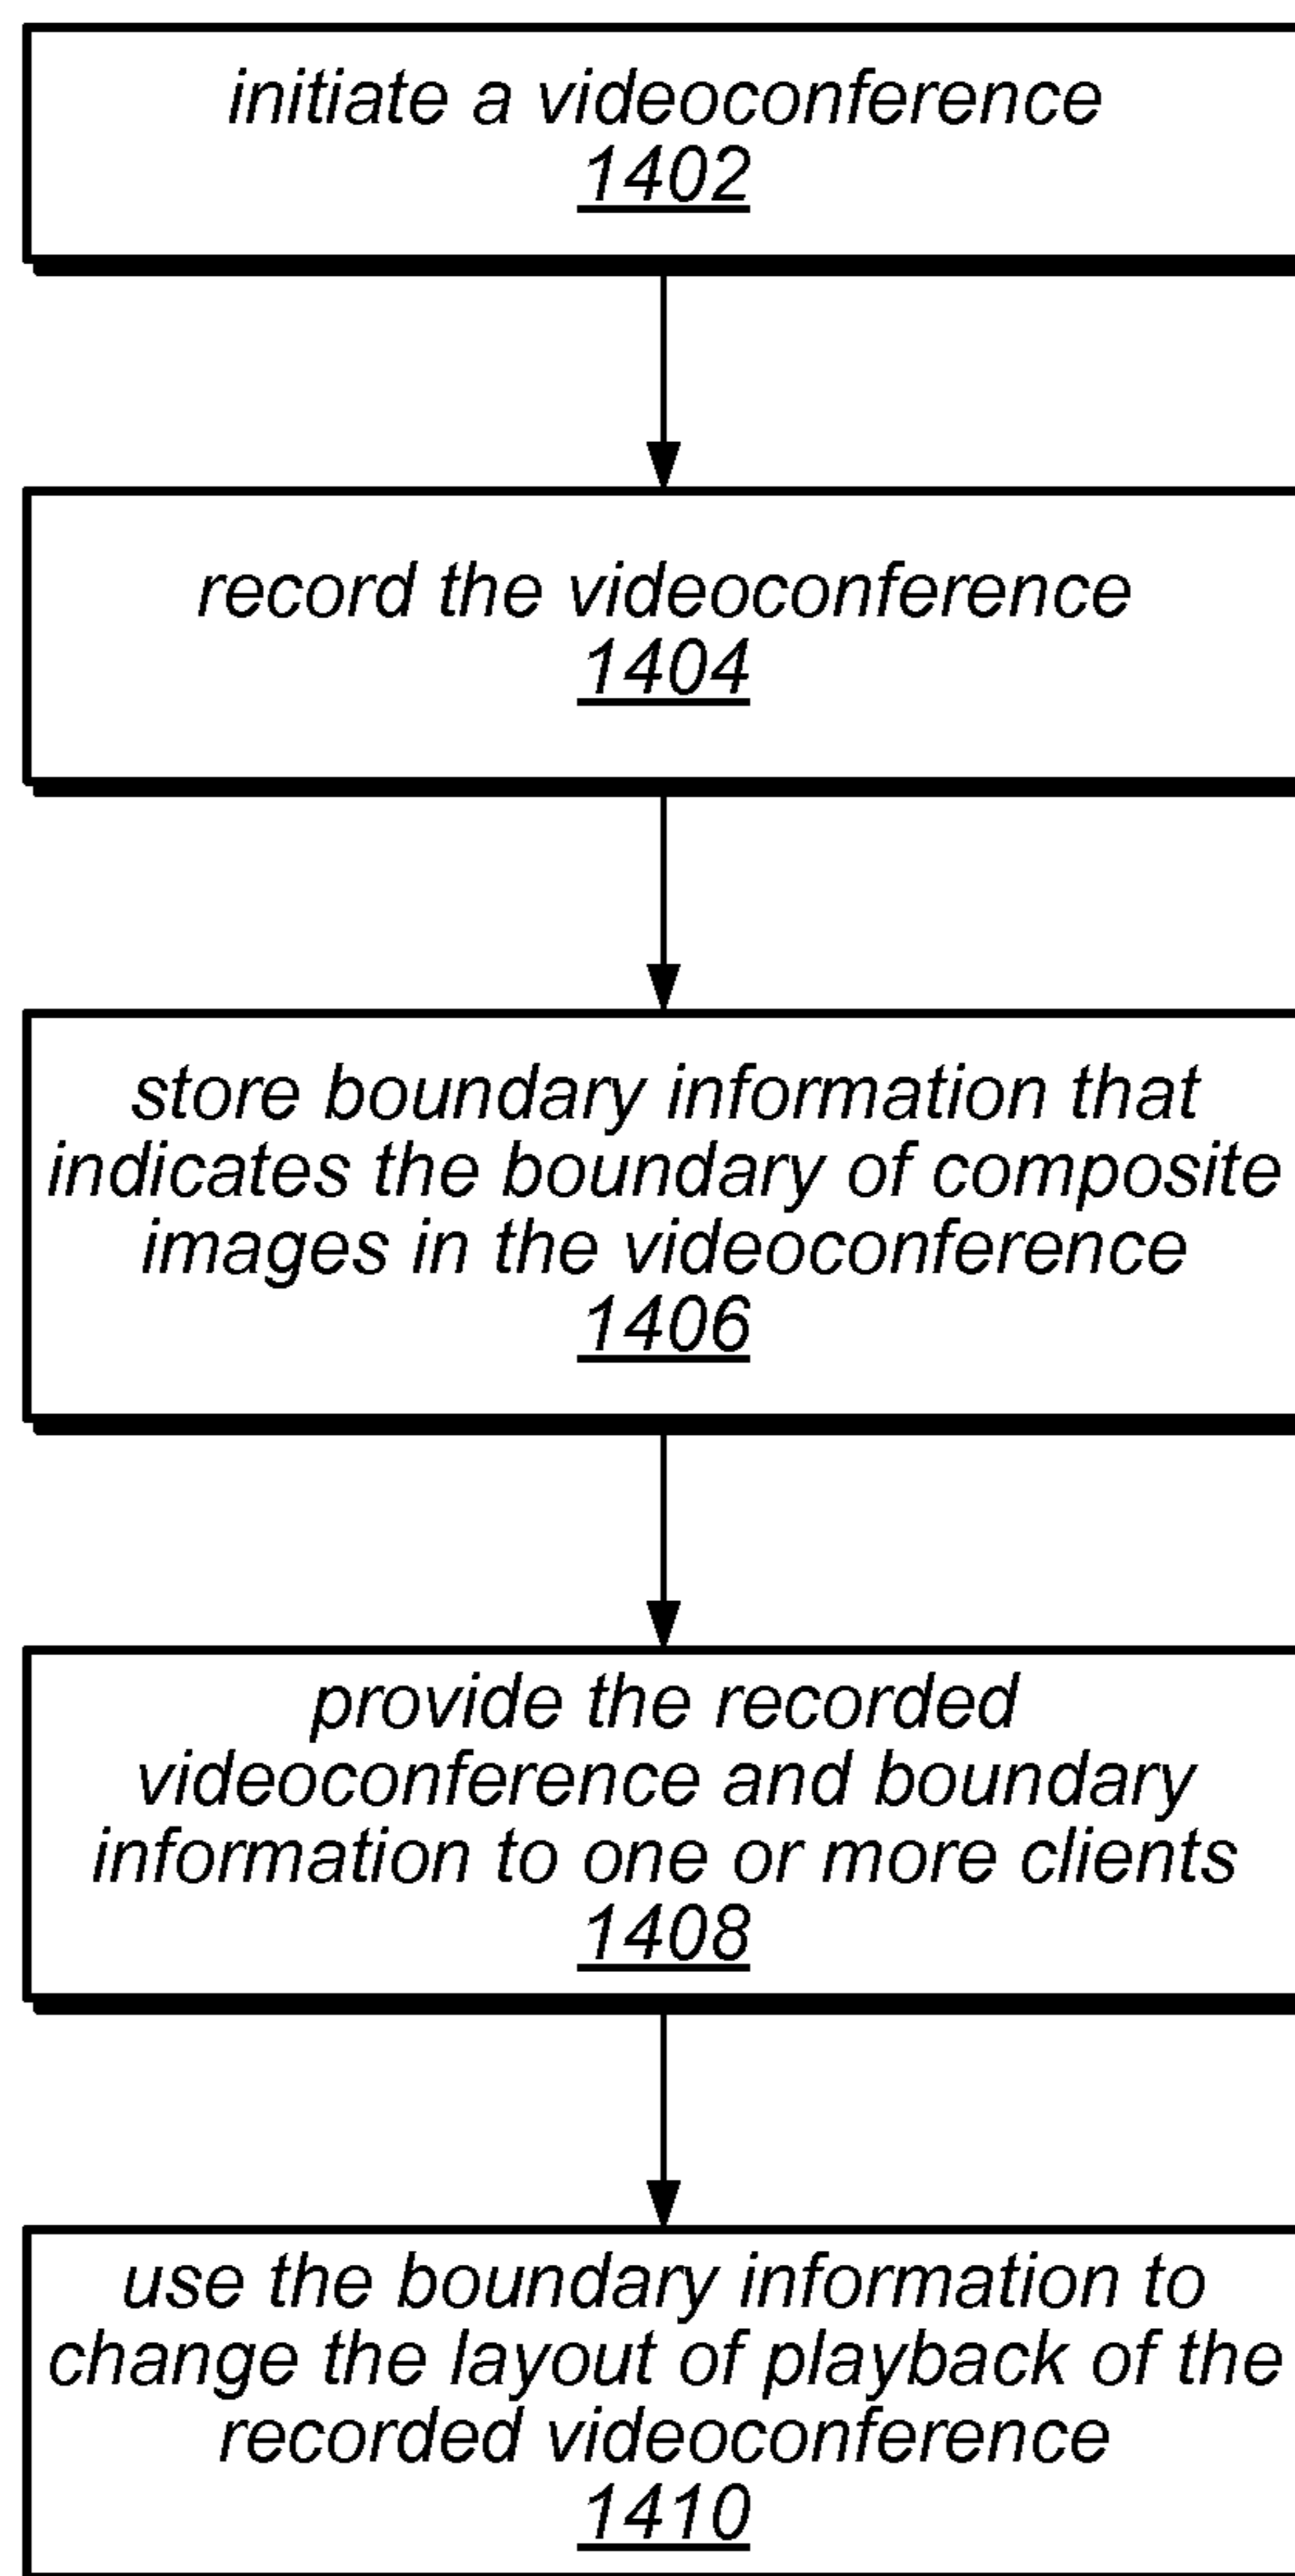 initiate a videoconference
1402
record the videoconference
1404
store boundary information that
indicates the boundary of composite
images in the videoconference
1406
provide the recorded
videoconference and boundary
information to one or more clients
1408
use the boundary information to
change the layout of playback of the
recorded videoconference
1410